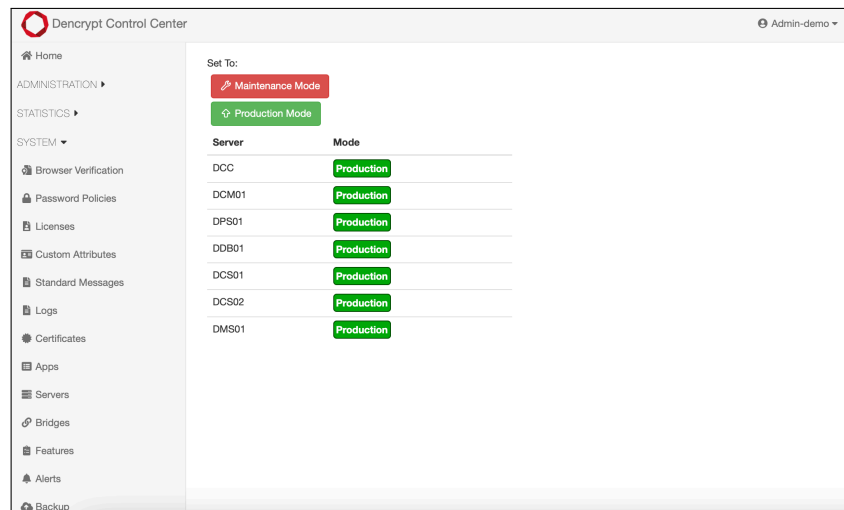 Dencrypt Control Center
Admin-demo
Home
ADMINISTRATION
STATISTICS
SYSTEM
Browser Verification
Password Policies
Licenses
Custom Attributes
Standard Messages
Logs
Certificates
Apps
Servers
Bridges
Features
Alerts
Backup
Set To:
Maintenance Mode
Production Mode
Server Mode
DCC Production
DCM01 Production
DPS01 Production
DDB01 Production
DCS01 Production
DCS02 Production
DMS01 Production